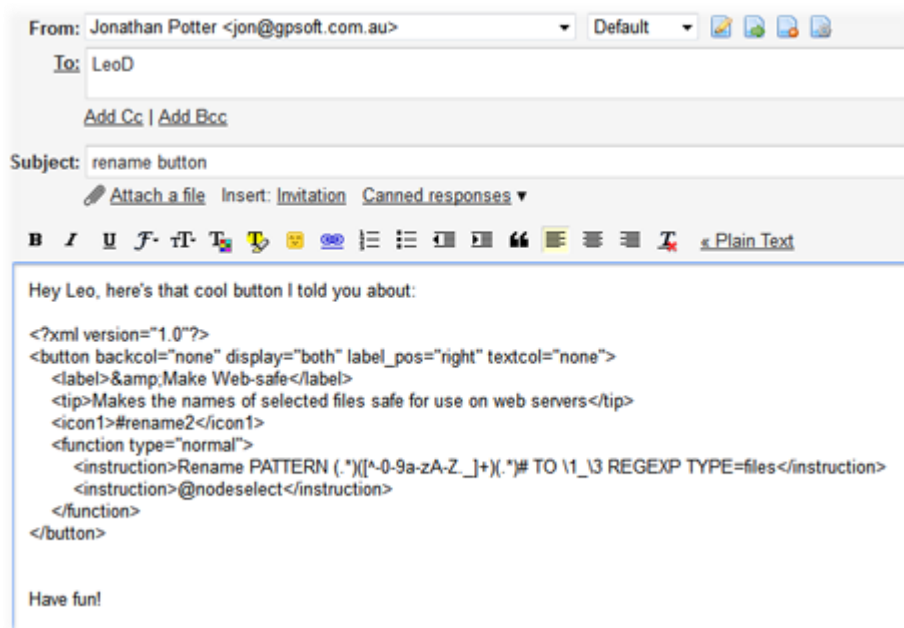 From: Jonathan Potter <jon@gpsoft.com.au> Default
To: LeoD
Add Cc | Add Bcc
Subject: rename button
Attach a file Insert: Invitation Canned responses ▼
B I U F T T T « Plain Text
Hey Leo, here's that cool button I told you about:
<?xml version="1.0"?>
<button backcol="none" display="both" label_pos="right" textcol="none">
<label>&amp;Make Web-safe</label>
<tip>Makes the names of selected files safe for use on web servers</tip>
<icon1>#rename2</icon1>
<function type="normal">
<instruction>Rename PATTERN (.*)([^-0-9a-zA-Z._]+)(.*)# TO \1_\3 REGEXP TYPE=files</instruction>
<instruction>@nodeselect</instruction>
</function>
</button>
Have fun!